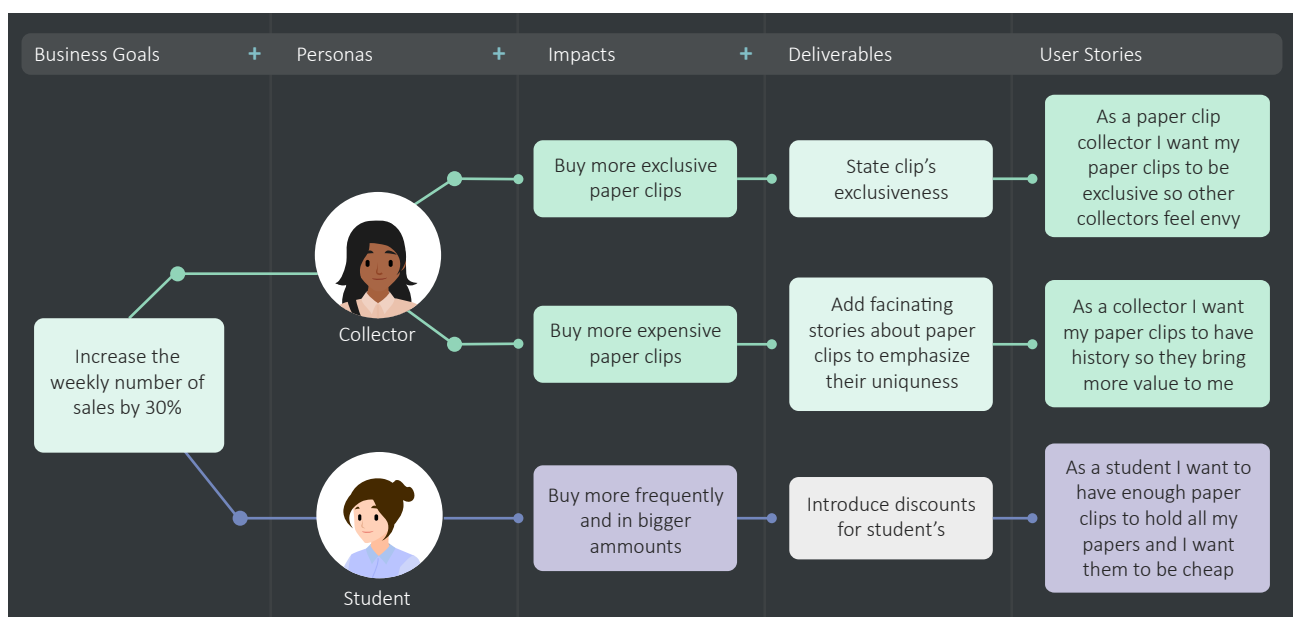 Business Goals + Personas + Impacts + Deliverables User Stories
Increase the
weekly number of
sales by 30%
Collector
Buy more exclusive
paper clips
State clip’s
exclusiveness
As a paper clip
collector I want my
paper clips to be
exclusive so other
collectors feel envy
Buy more expensive
paper clips
Add facinating
stories about paper
clips to emphasize
their uniquness
As a collector I want
my paper clips to have
history so they bring
more value to me
Student
Buy more frequently
and in bigger
ammounts
Introduce discounts
for student’s
As a student I want to
have enough paper
clips to hold all my
papers and I want
them to be cheap